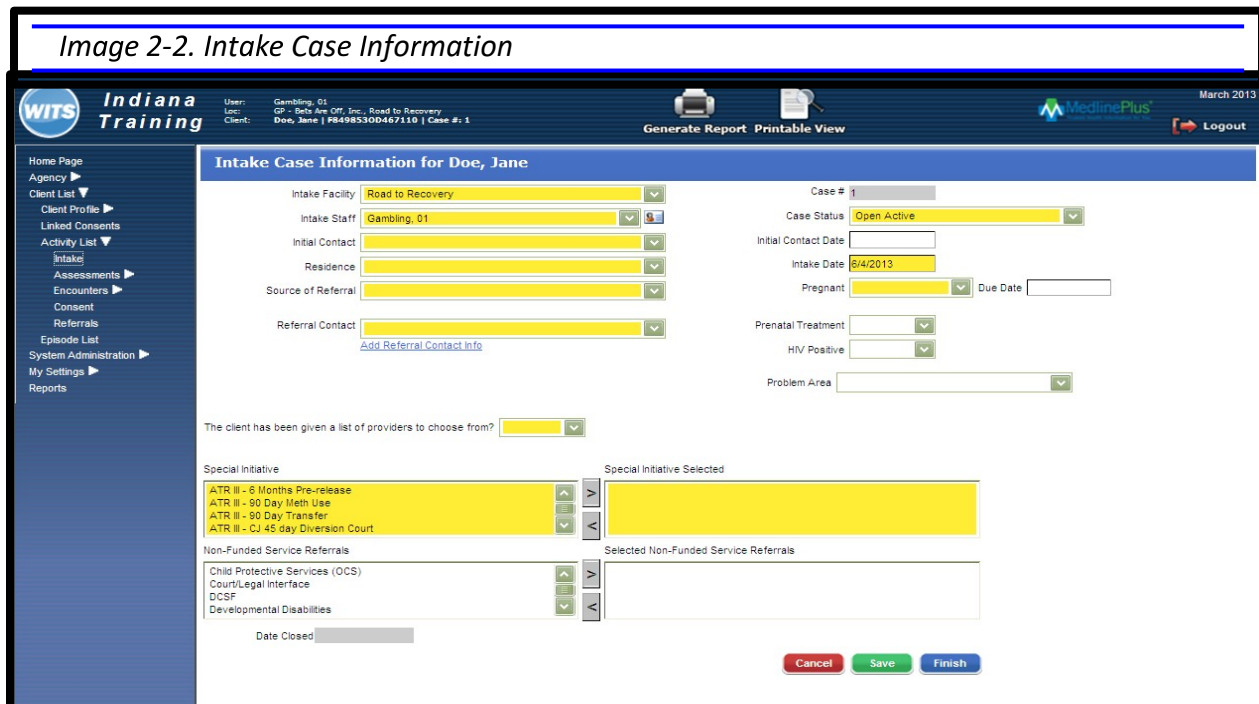 Image 2-2. Intake Case Information
WITS
Indiana
Training
User: Gambling, 01
Loc: GP - Bets Are Off, Inc., Road to Recovery
Client: Doe, Jane | F84985300467110 | Case #: 1
Generate Report Printable View
MedlinePlus
March 2013
Logout
Home Page
Agency
Client List
Client Profile
Linked Consents
Activity List
Intake
Assessments
Encounters
Consent
Referrals
Episode List
System Administration
My Settings
Reports
Intake Case Information for Doe, Jane
Intake Facility Road to Recovery
Case # 1
Intake Staff Gambling, 01
Case Status Open Active
Initial Contact
Initial Contact Date
Residence
Intake Date 6/4/2013
Source of Referral
Pregnant Due Date
Referral Contact
Prenatal Treatment
Add Referral Contact Info
HIV Positive
Problem Area
The client has been given a list of providers to choose from?
Special Initiative
Special Initiative Selected
ATR III - 6 Months Pre-release
ATR III - 90 Day Meth Use
ATR III - 90 Day Transfer
ATR III - CJ 45 day Diversion Court
> 
<
Non-Funded Service Referrals
Selected Non-Funded Service Referrals
Child Protective Services (OCS)
Court/Legal Interface
DCSF
Developmental Disabilities
>
<
Date Closed
Cancel Save Finish